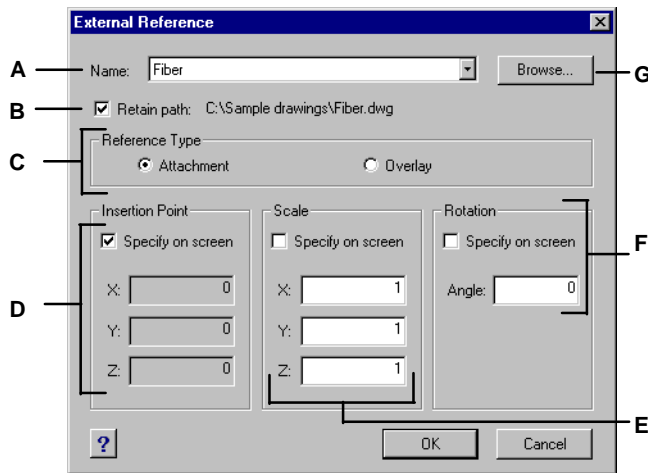 External Reference
A Name: Fiber Browse... G
B Retain path: C:\Sample drawings\Fiber.dwg
C Reference Type
Attachment Overlay
Insertion Point Scale Rotation
Specify on screen Specify on screen Specify on screen F
X: 0 X: 1 Angle: 0
D Y: 0 Y: 1
Z: 0 Z: 1
E
? OK Cancel